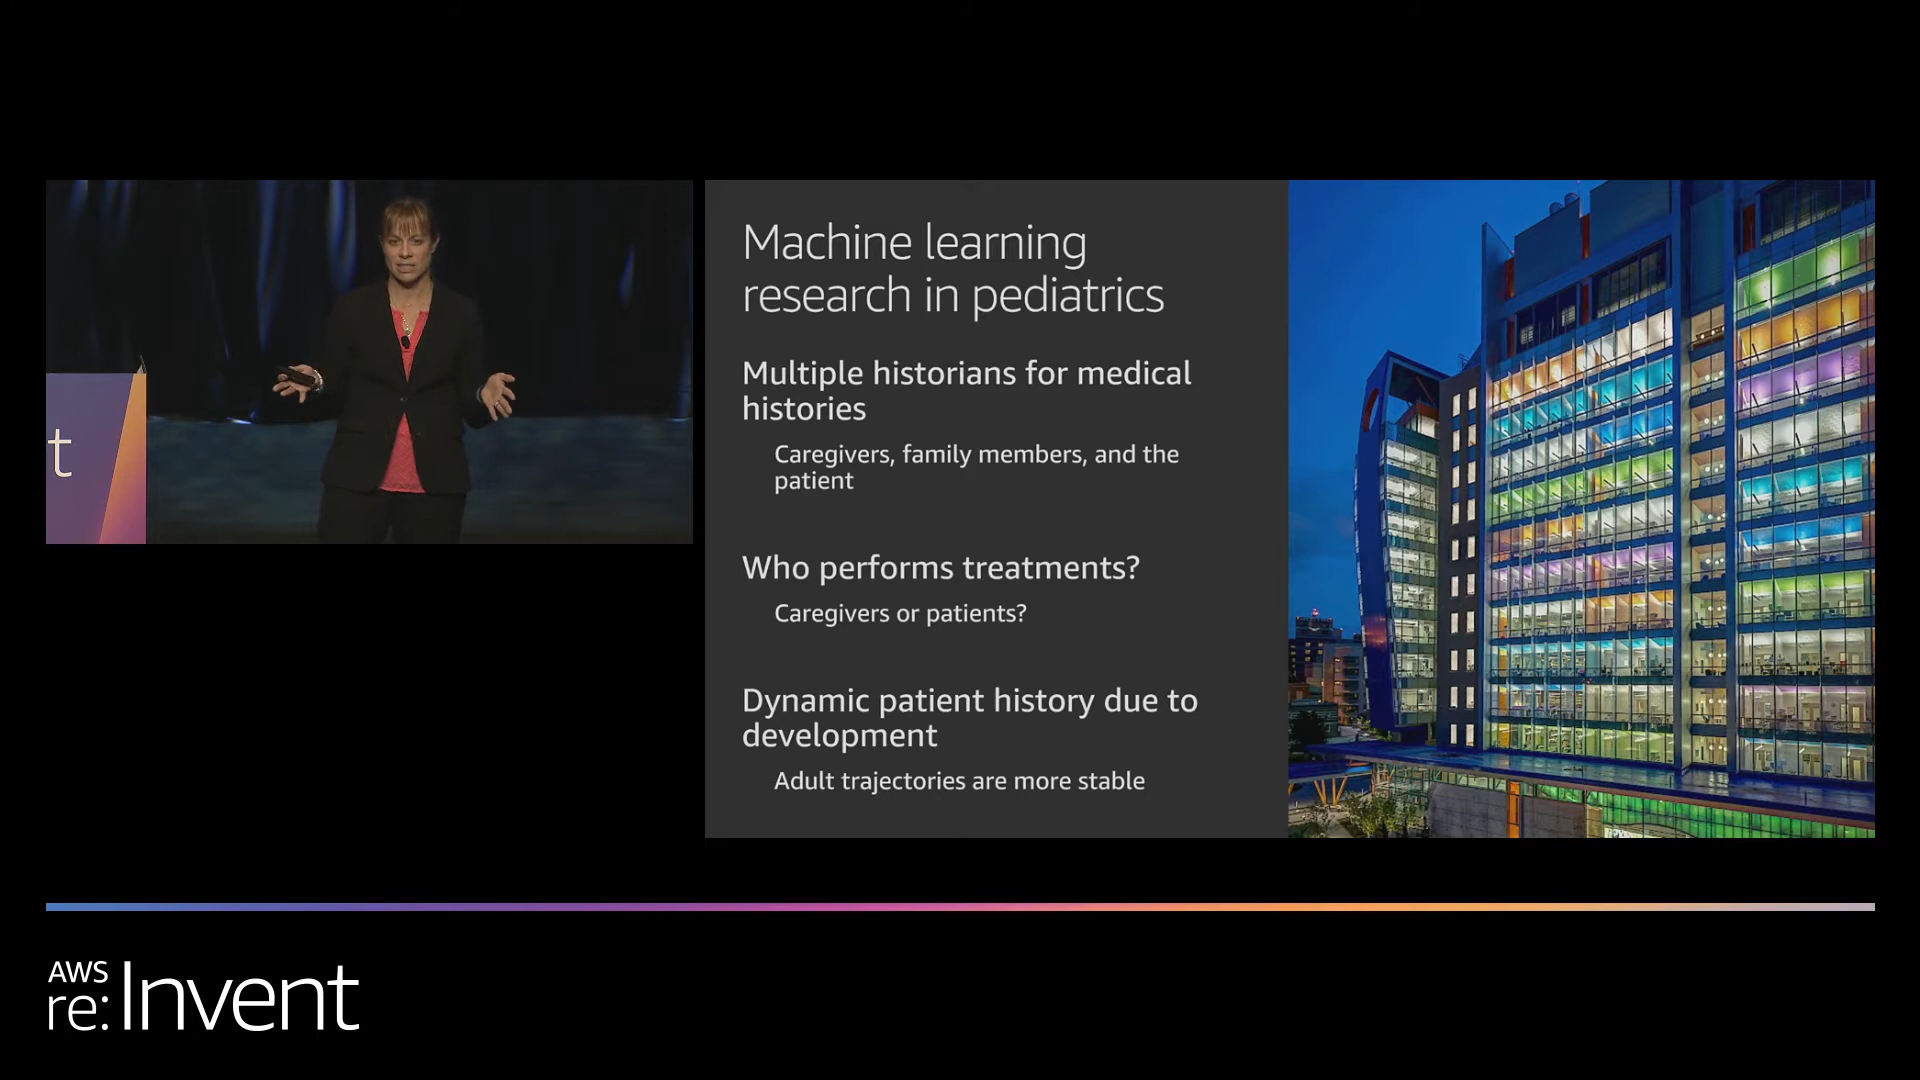 t
Machine learning
research in pediatrics
Multiple historians for medical
histories
Caregivers, family members, and the
patient
Who performs treatments?
Caregivers or patients?
Dynamic patient history due to
development
Adult trajectories are more stable
AWS
re:Invent